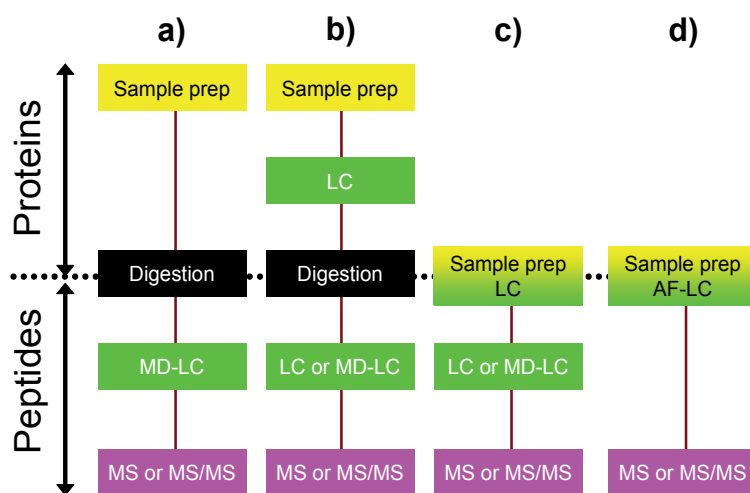 a) b) c) d)
Proteins
Sample prep Sample prep
LC
Digestion Digestion Sample prep
LC Sample prep
AF-LC
Peptides
MD-LC LC or MD-LC LC or MD-LC
MS or MS/MS MS or MS/MS MS or MS/MS MS or MS/MS